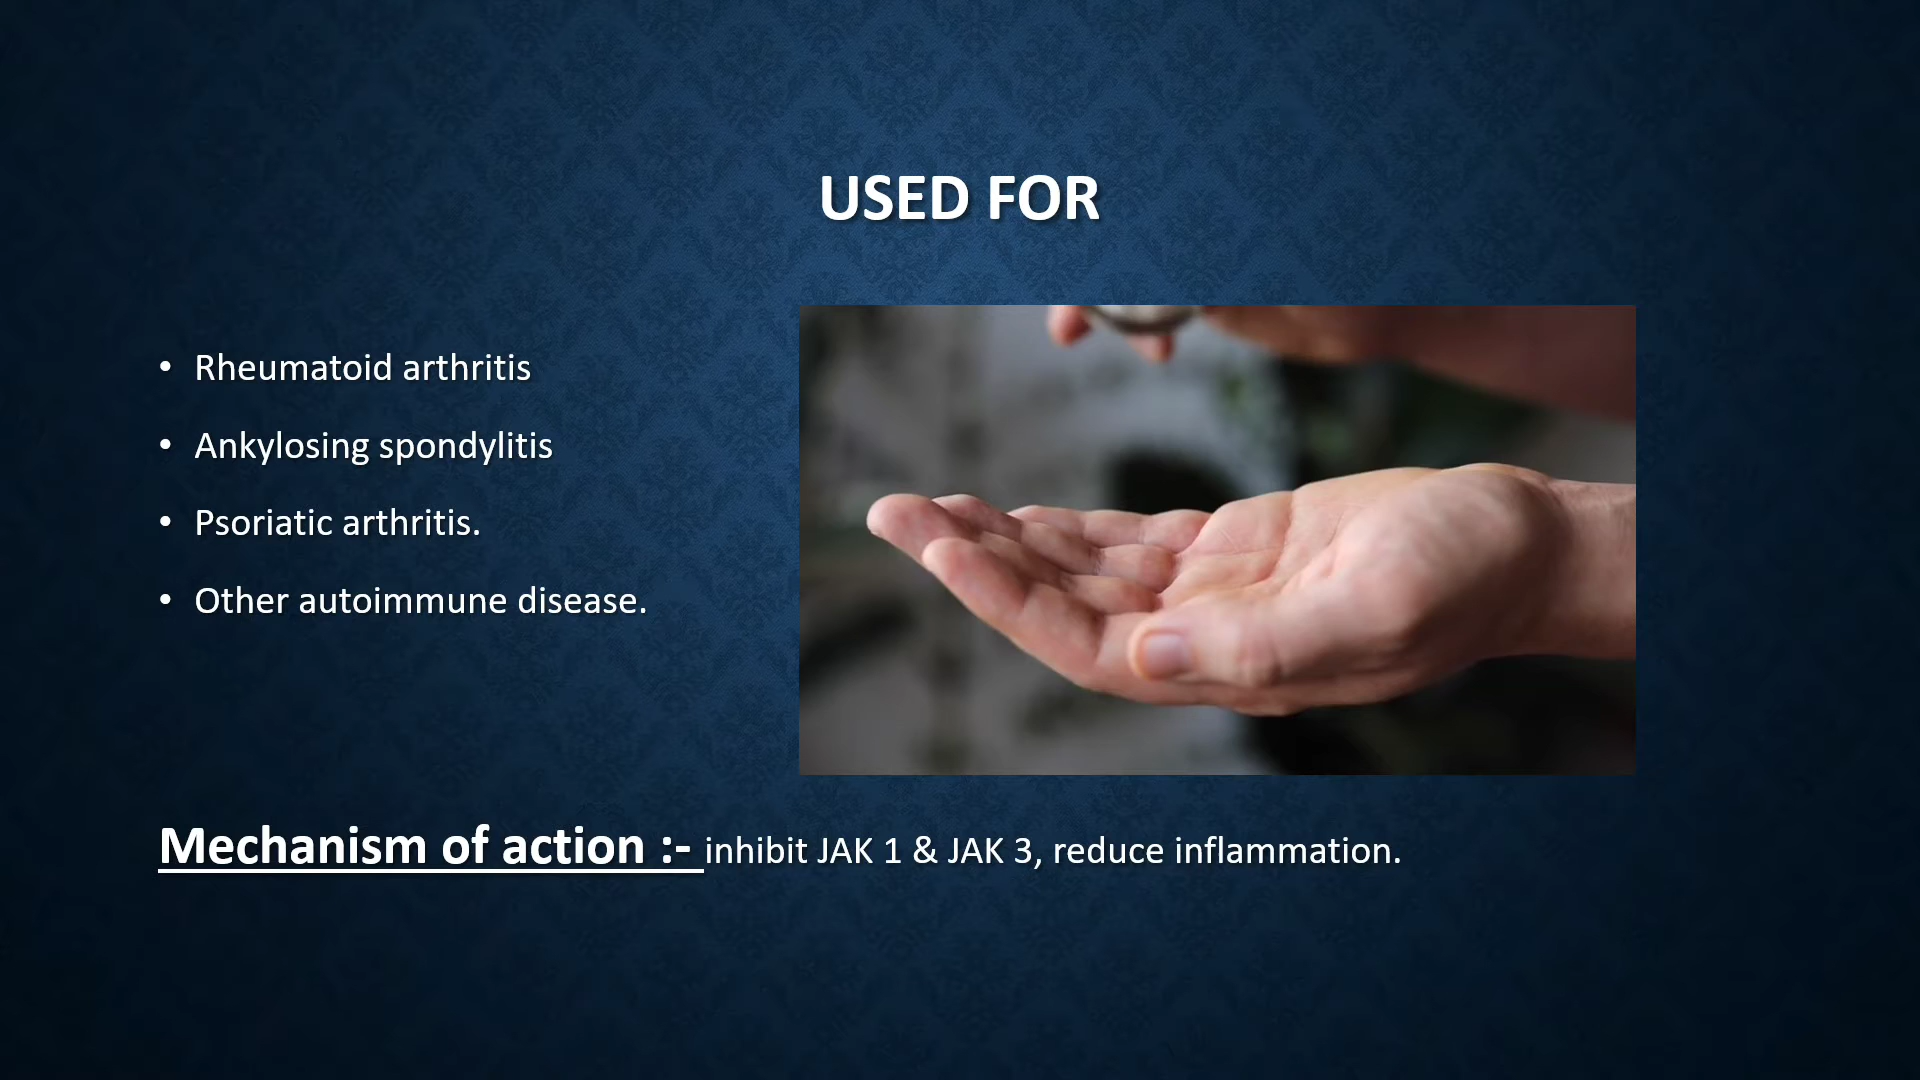 USED FOR
• Rheumatoid arthritis
• Ankylosing spondylitis
• Psoriatic arthritis.
• Other autoimmune disease.
Mechanism of action :- inhibit JAK 1 & JAK 3, reduce inflammation.